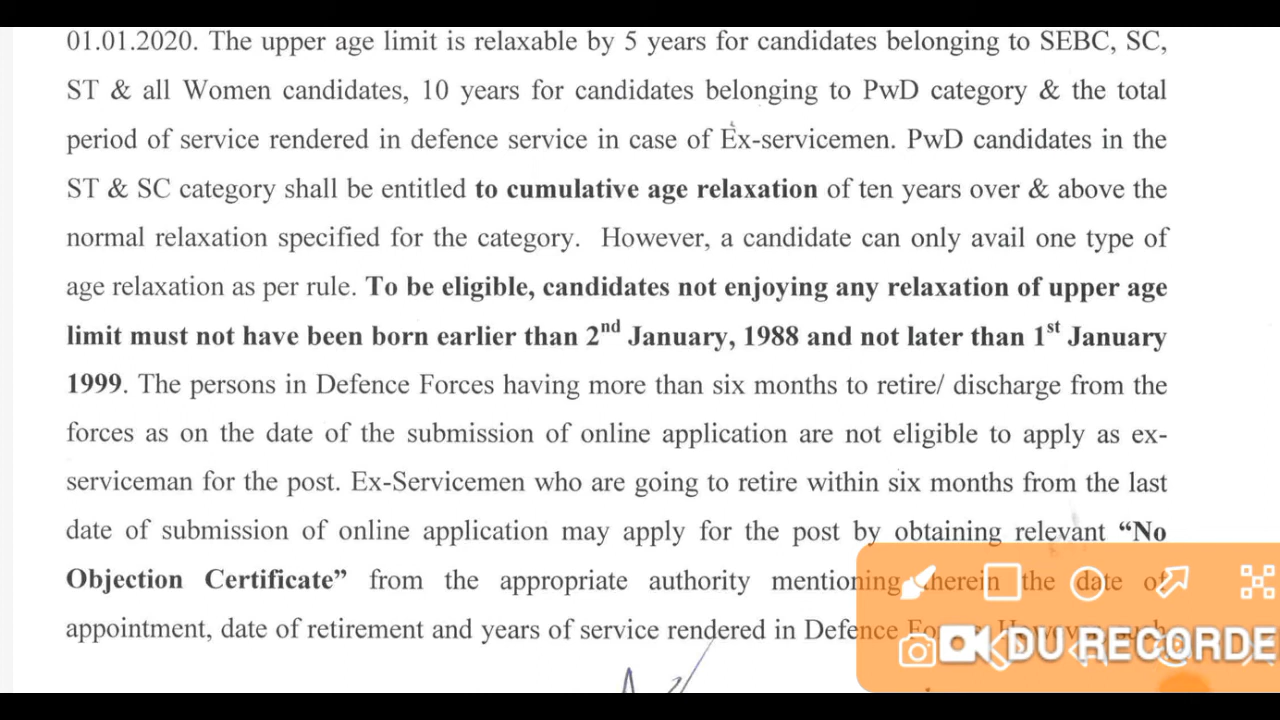 01.01.2020. The upper age limit is relaxable by 5 years for candidates belonging to SEBC, SC,
ST & all Women candidates, 10 years for candidates belonging to PwD category & the total
period of service rendered in defence service in case of Ex-servicemen. PwD candidates in the
ST & SC category shall be entitled to cumulative age relaxation of ten years over & above the
normal relaxation specified for the category. However, a candidate can only avail one type of
age relaxation as per rule. To be eligible, candidates not enjoying any relaxation of upper age
limit must not have been born earlier than 2nd January, 1988 and not later than 1st January
1999. The persons in Defence Forces having more than six months to retire/ discharge from the
forces as on the date of the submission of online application are not eligible to apply as ex-
serviceman for the post. Ex-Servicemen who are going to retire within six months from the last
date of submission of online application may apply for the post by obtaining relevant “No
Objection Certificate” from the appropriate authority mentioning therein the date of
appointment, date of retirement and years of service rendered in Defence
DU RECORDE